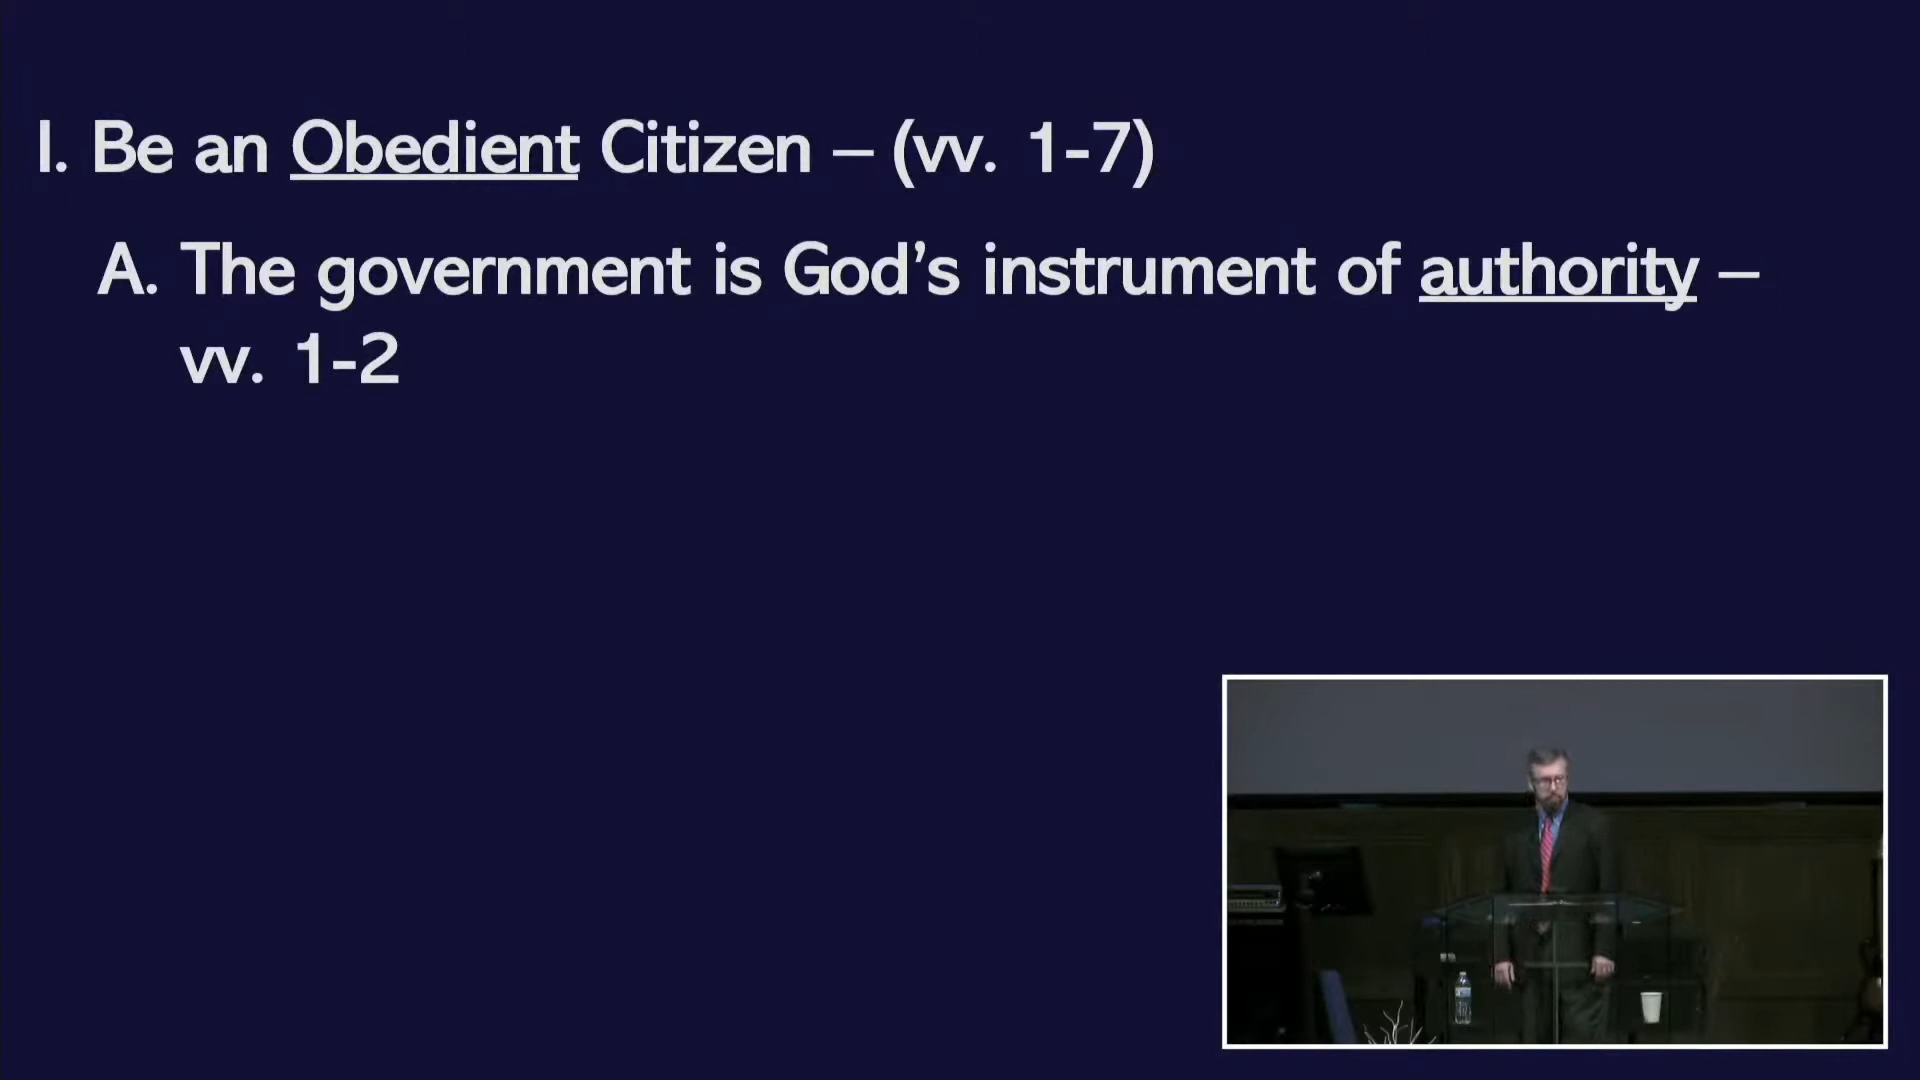 I. Be an Obedient Citizen – (vv. 1-7)
A. The government is God's instrument of authority –
vv. 1-2